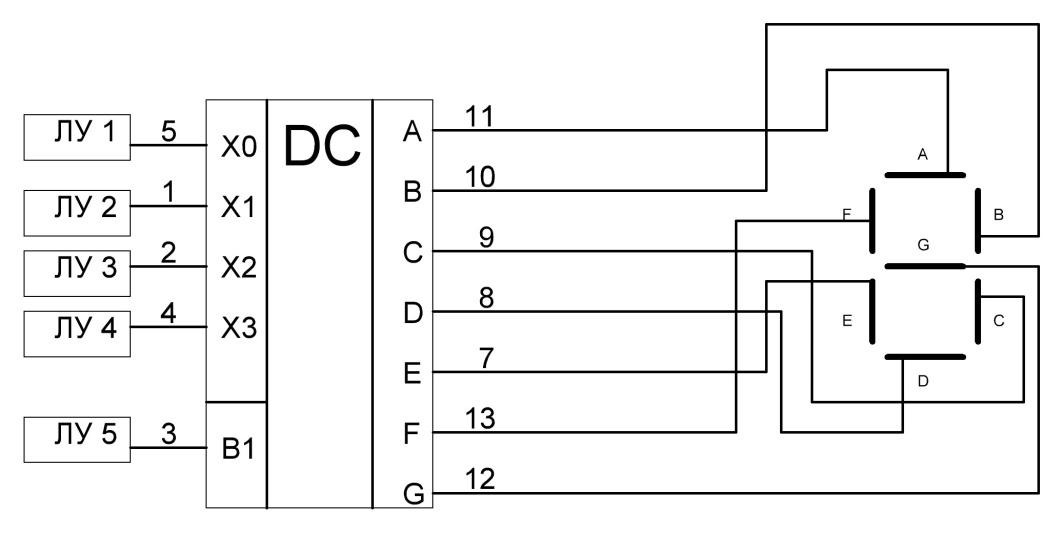 ЛУ 1 5 X0 DC A 11
ЛУ 2 1 X1 B 10
ЛУ 3 2 X2 C 9
ЛУ 4 4 X3 D 8
E 7
ЛУ 5 3 B1 F 13
G 12
A
F B
G
E C
D